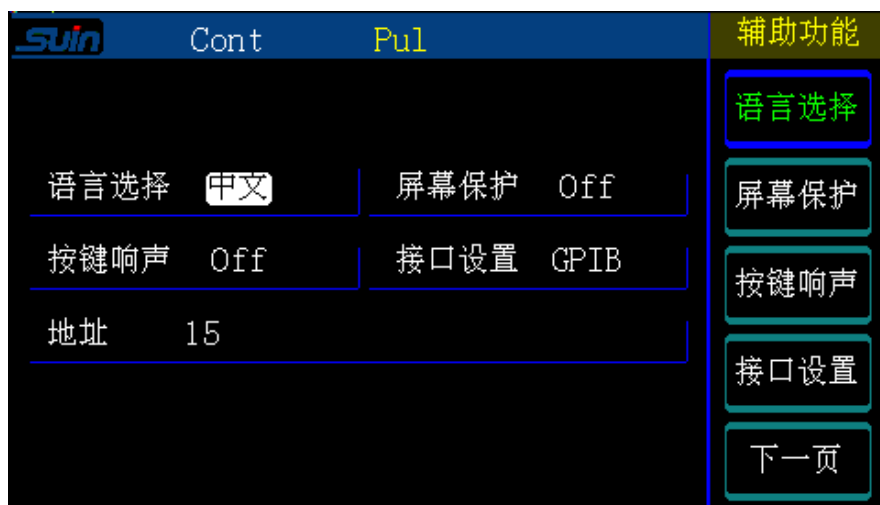 Suin Cont Pul 辅助功能
语言选择
语言选择 中文 屏幕保护 Off
屏幕保护
按键响声 Off 接口设置 GPIB
按键响声
地址 15
接口设置
下一页